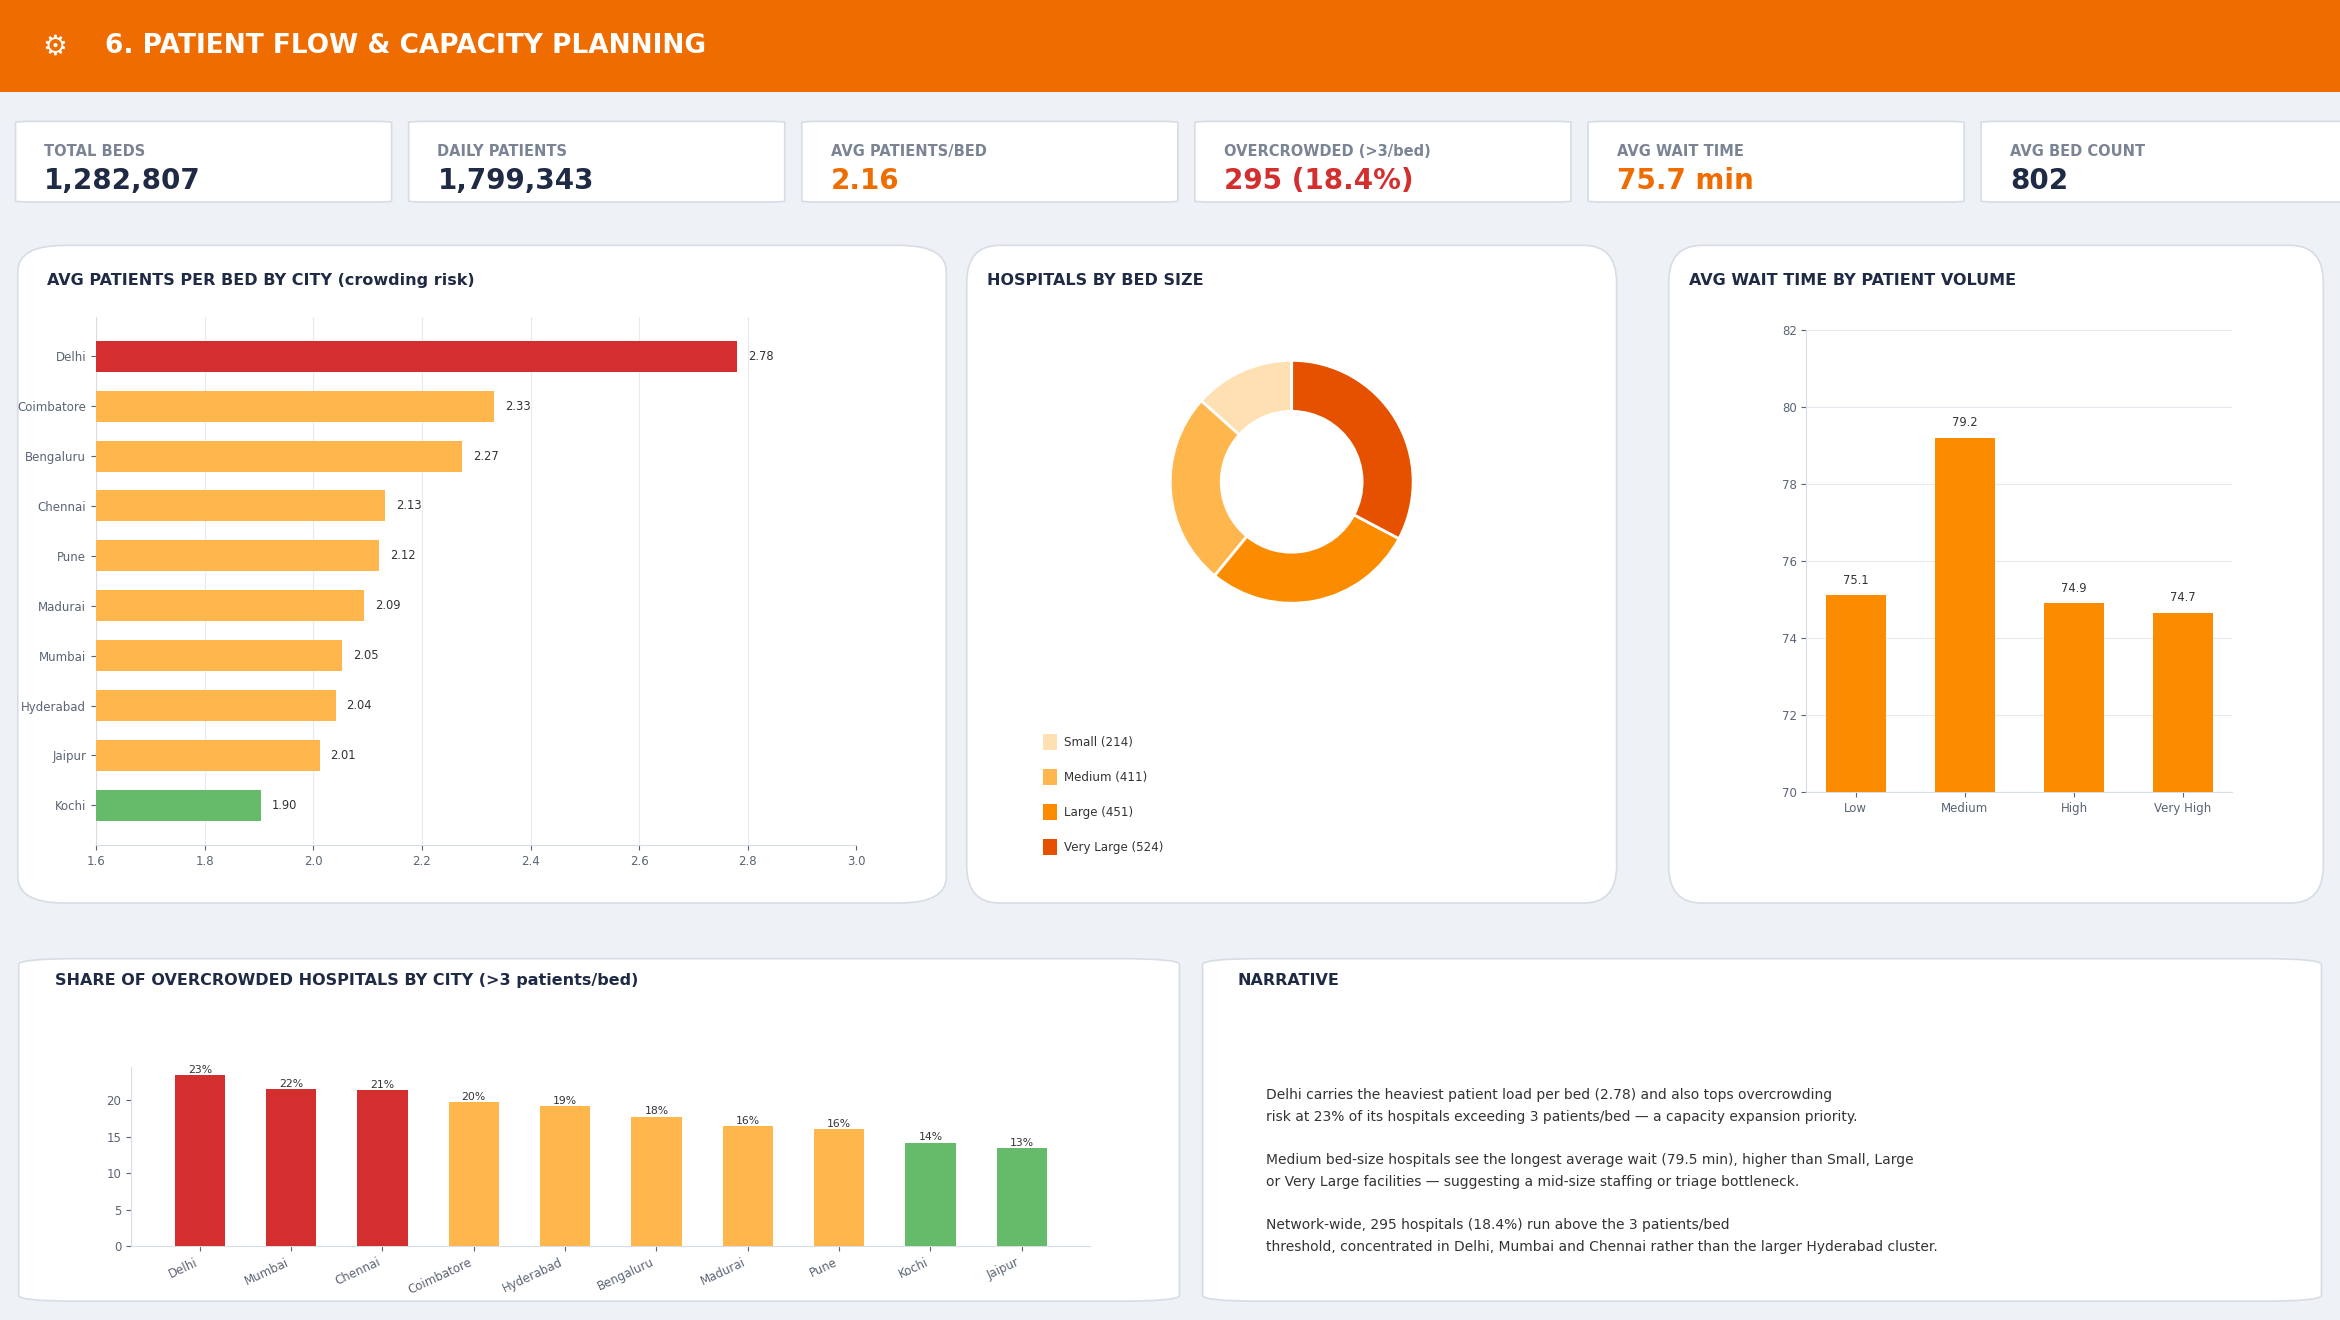 ⚙ 6. PATIENT FLOW & CAPACITY PLANNING
TOTAL BEDS
1,282,807
DAILY PATIENTS
1,799,343
AVG PATIENTS/BED
2.16
OVERCROWDED (>3/bed)
295 (18.4%)
AVG WAIT TIME
75.7 min
AVG BED COUNT
802
AVG PATIENTS PER BED BY CITY (crowding risk)
Delhi 2.78
Coimbatore 2.33
Bengaluru 2.27
Chennai 2.13
Pune 2.12
Madurai 2.09
Mumbai 2.05
Hyderabad 2.04
Jaipur 2.01
Kochi 1.90
1.6 1.8 2.0 2.2 2.4 2.6 2.8 3.0
HOSPITALS BY BED SIZE
Small (214)
Medium (411)
Large (451)
Very Large (524)
AVG WAIT TIME BY PATIENT VOLUME
82
80
78
76
74
72
70
75.1
79.2
74.9
74.7
Low Medium High Very High
SHARE OF OVERCROWDED HOSPITALS BY CITY (>3 patients/bed)
20
15
10
5
0
23% 22% 21% 20% 19% 18% 16% 16% 14% 13%
Delhi Mumbai Chennai Coimbatore Hyderabad Bengaluru Madurai Pune Kochi Jaipur
NARRATIVE
Delhi carries the heaviest patient load per bed (2.78) and also tops overcrowding
risk at 23% of its hospitals exceeding 3 patients/bed — a capacity expansion priority.
Medium bed-size hospitals see the longest average wait (79.5 min), higher than Small, Large
or Very Large facilities — suggesting a mid-size staffing or triage bottleneck.
Network-wide, 295 hospitals (18.4%) run above the 3 patients/bed
threshold, concentrated in Delhi, Mumbai and Chennai rather than the larger Hyderabad cluster.